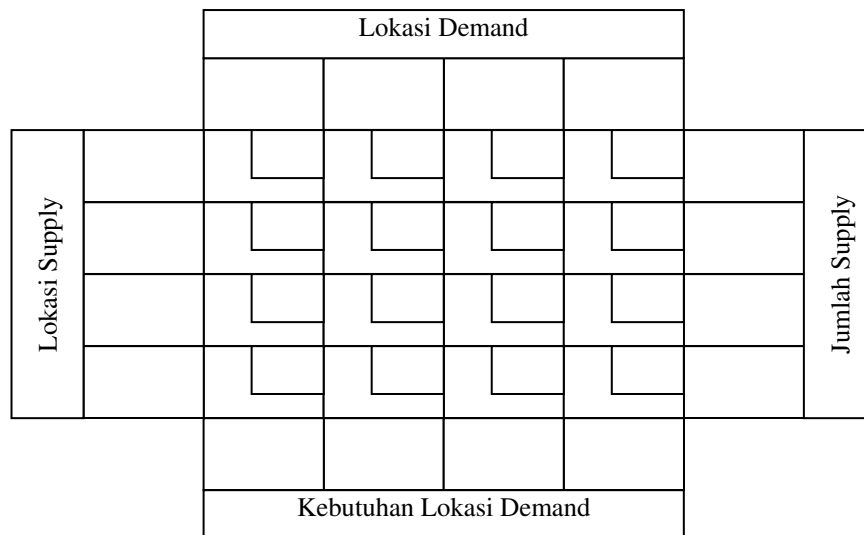 Lokasi Demand
Lokasi Supply
Jumlah Supply
Kebutuhan Lokasi Demand